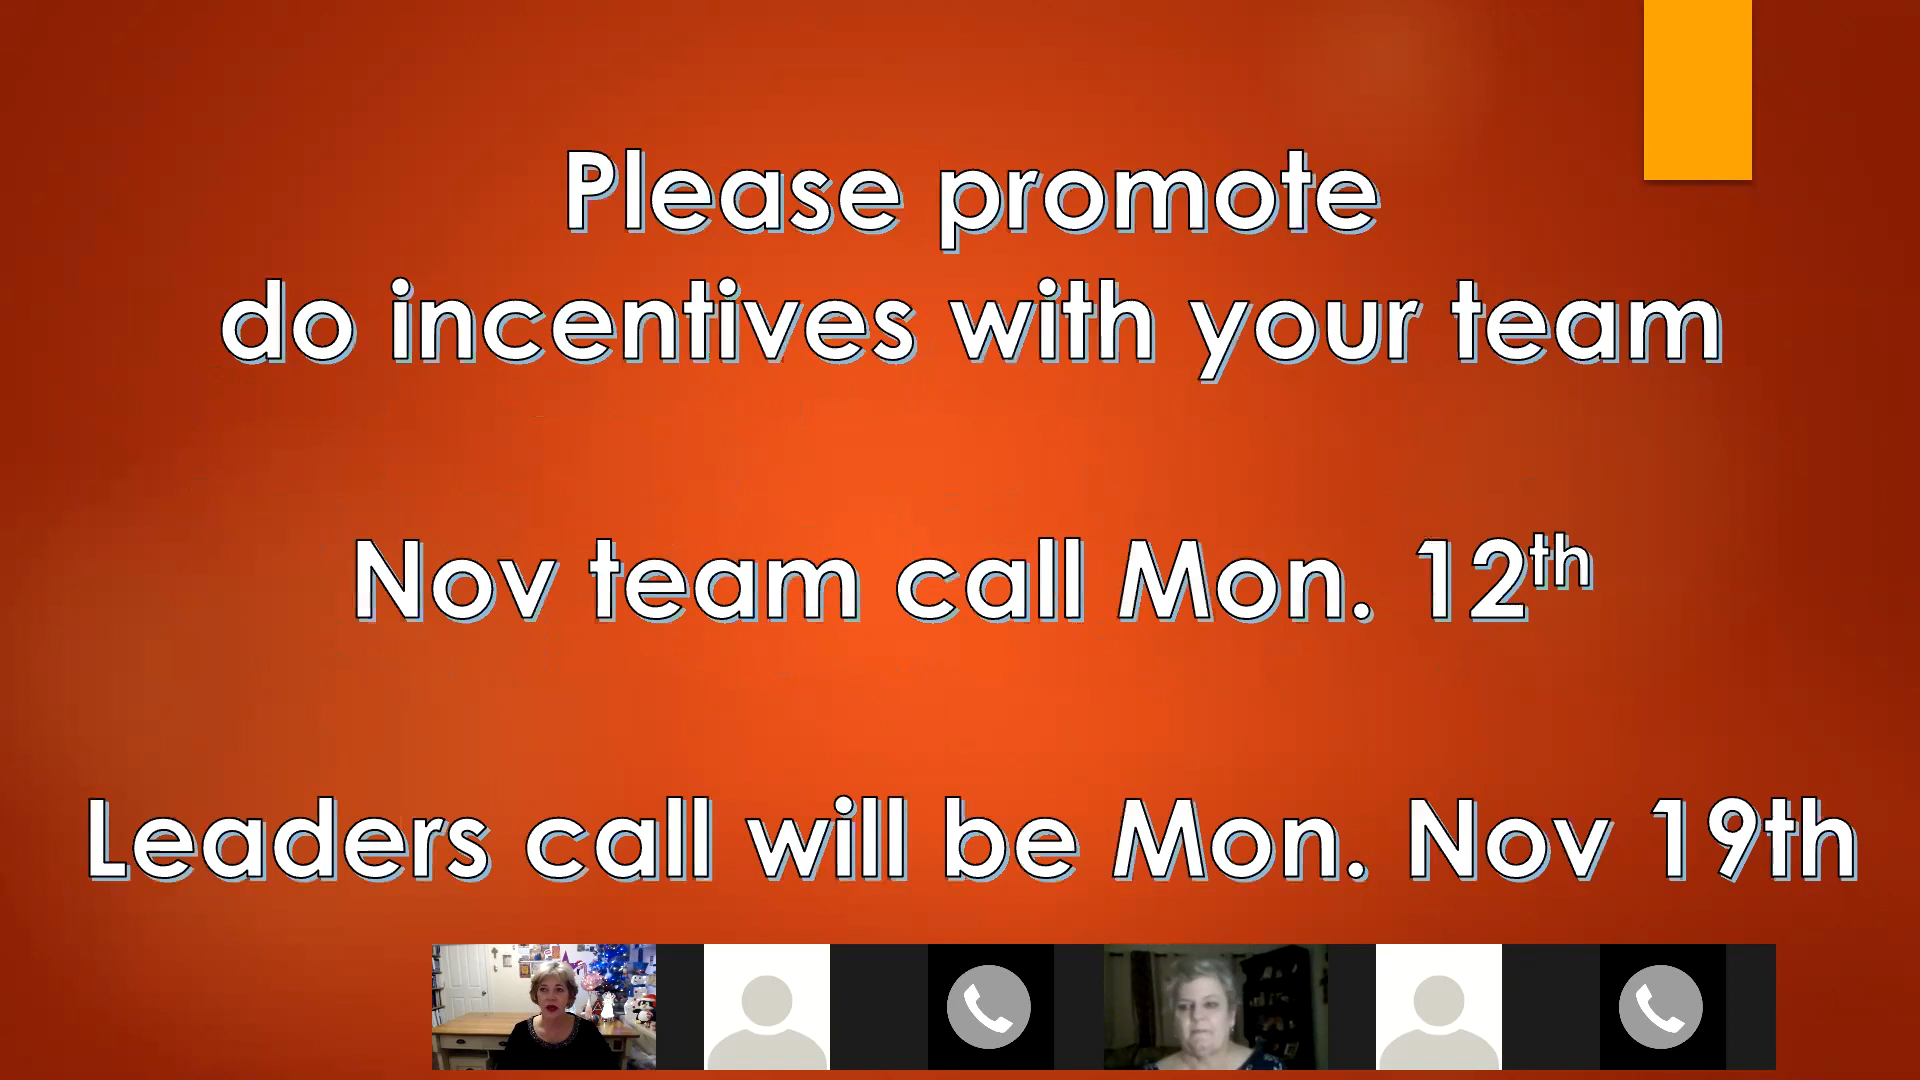 Please promote
do incentives with your team
Nov team call Mon. 12th
Leaders call will be Mon. Nov 19th